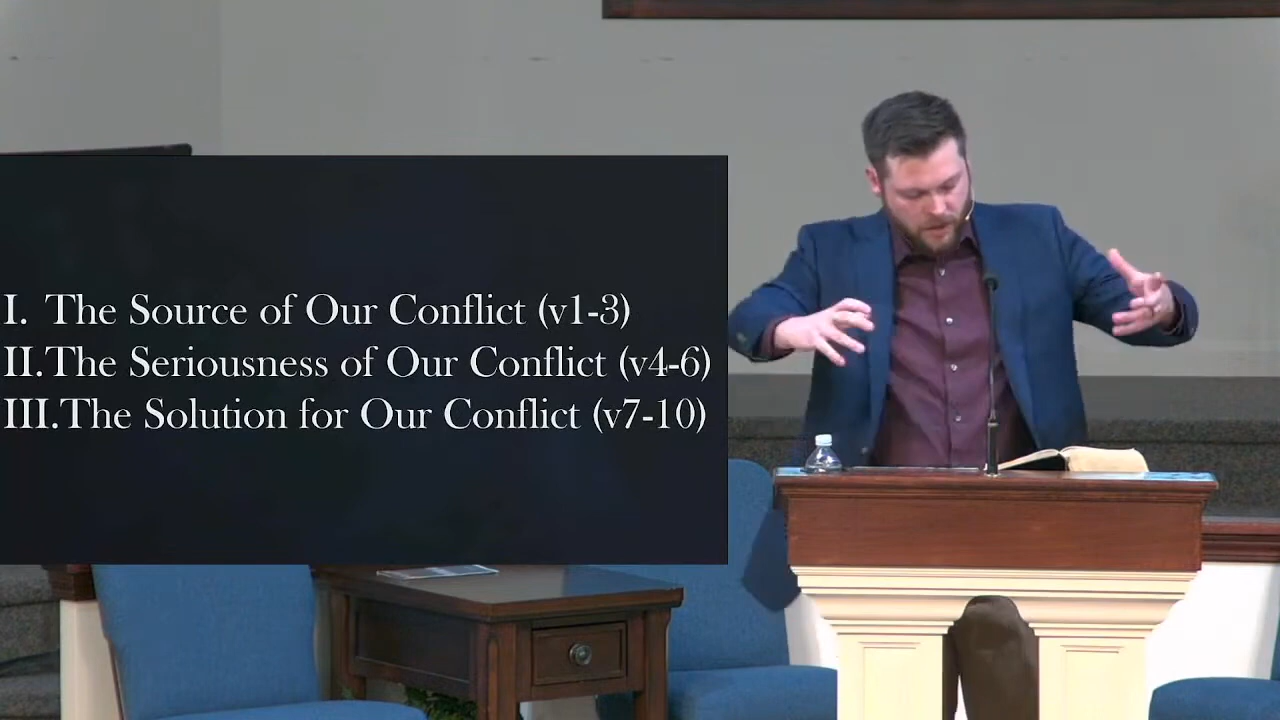 I. The Source of Our Conflict (v1-3)
II.The Seriousness of Our Conflict (v4-6)
III.The Solution for Our Conflict (v7-10)